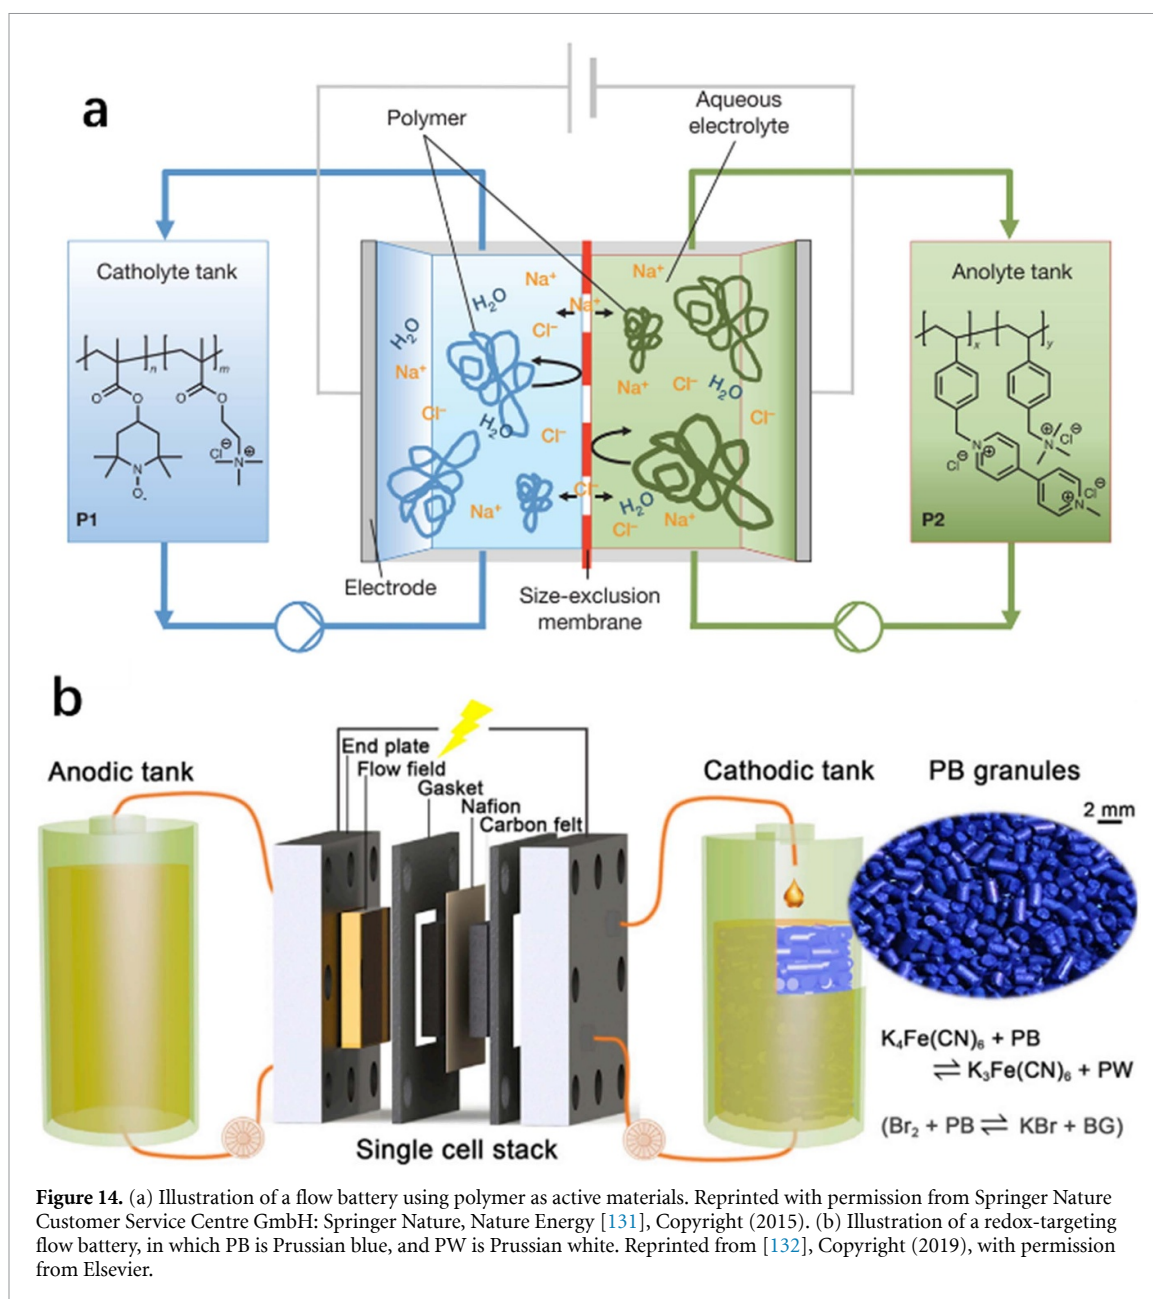 a
Polymer
Aqueous
electrolyte
Catholyte tank
n
m
O
O
O
O
N
O.
Cl⊖
N⊕
P1
H₂O
H₂O
H₂O
Na⁺
Na⁺
Cl⁻
Na⁺
Cl⁻
Cl⁻
Na⁺
Na⁺
Na⁺
Cl⁻
H₂O
Cl⁻
Cl⁻
H₂O
Na⁺
Cl⁻
Anolyte tank
x
y
N⊕
Cl⊖
N⊕
Cl⊖
N⊕
Cl⊖
P2
Electrode
Size-exclusion
membrane
b
Anodic tank
End plate
Flow field
Gasket
Nafion
Carbon felt
Single cell stack
Cathodic tank
PB granules
2 mm
K₄Fe(CN)₆ + PB
⇌ K₃Fe(CN)₆ + PW
(Br₂ + PB ⇌ KBr + BG)
Figure 14. (a) Illustration of a flow battery using polymer as active materials. Reprinted with permission from Springer Nature
Customer Service Centre GmbH: Springer Nature, Nature Energy [131], Copyright (2015). (b) Illustration of a redox-targeting
flow battery, in which PB is Prussian blue, and PW is Prussian white. Reprinted from [132], Copyright (2019), with permission
from Elsevier.